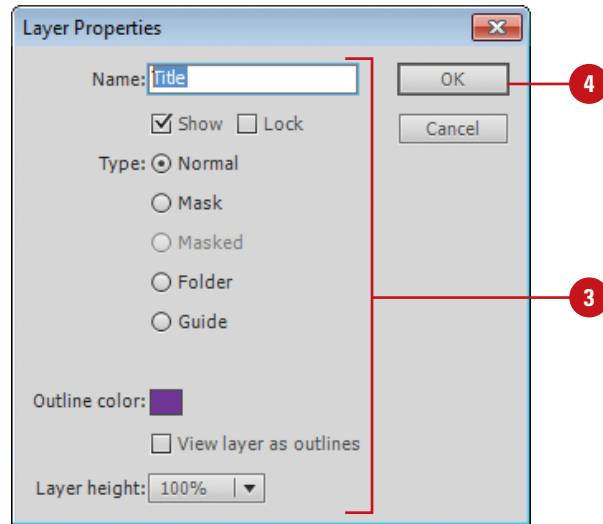 Layer Properties
Name: Title
OK
4
Show Lock
Cancel
Type: Normal
Mask
Masked
Folder
3
Guide
Outline color:
View layer as outlines
Layer height: 100%